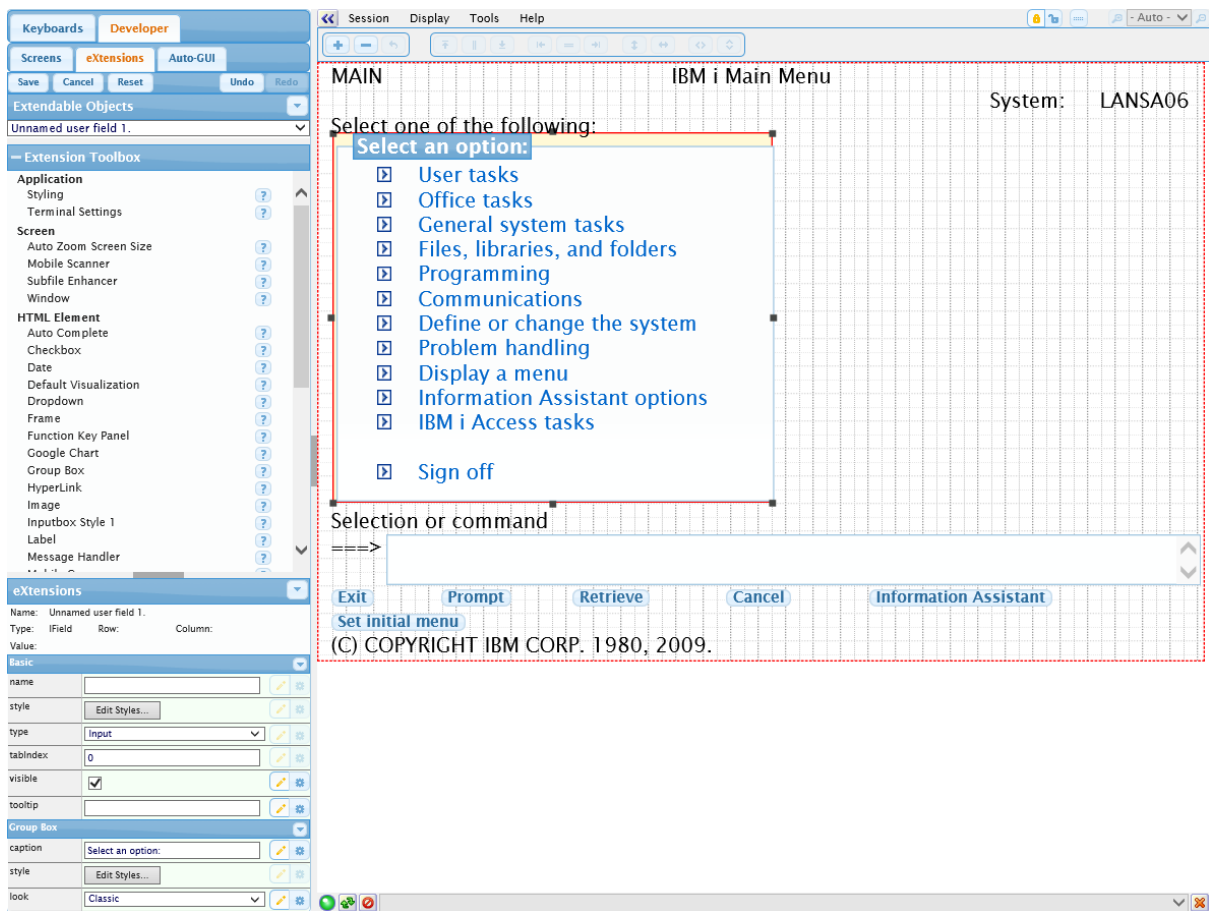 Keyboards Developer
Screens eXtensions Auto-GUI
Save Cancel Reset Undo Redo
Extendable Objects
Unnamed user field 1.
Extension Toolbox
Application
Styling ?
Terminal Settings ?
Screen
Auto Zoom Screen Size ?
Mobile Scanner ?
Subfile Enhancer ?
Window ?
HTML Element
Auto Complete ?
Checkbox ?
Date ?
Default Visualization ?
Dropdown ?
Frame ?
Function Key Panel ?
Google Chart ?
Group Box ?
HyperLink ?
Image ?
Inputbox Style 1 ?
Label ?
Message Handler ?
eXtensions
Name: Unnamed user field 1.
Type: IField Row: Column:
Value:
Basic
name
style Edit Styles...
type Input
tabIndex 0
visible
tooltip
Group Box
caption Select an option:
style Edit Styles...
look Classic
Session Display Tools Help - Auto -
MAIN IBM i Main Menu
System: LANSA06
Select one of the following:
Select an option:
User tasks
Office tasks
General system tasks
Files, libraries, and folders
Programming
Communications
Define or change the system
Problem handling
Display a menu
Information Assistant options
IBM i Access tasks
Sign off
Selection or command
===>
Exit Prompt Retrieve Cancel Information Assistant
Set initial menu
(C) COPYRIGHT IBM CORP. 1980, 2009.